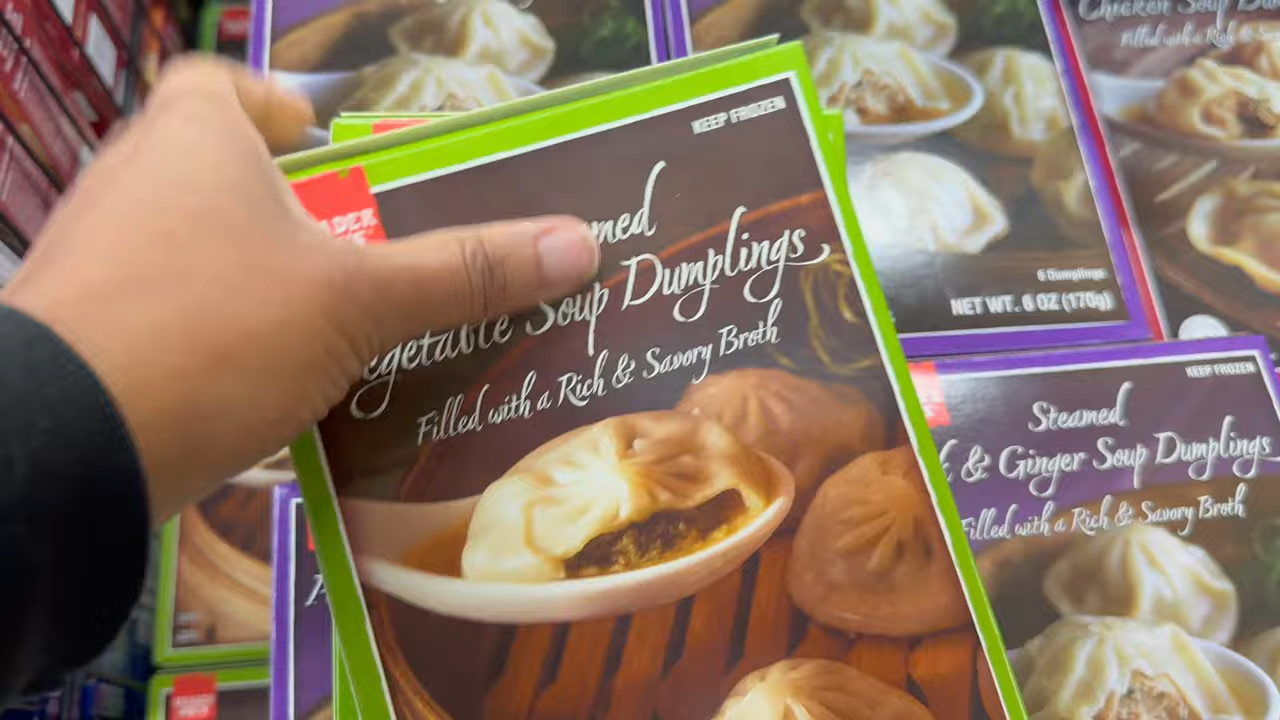 Chicken Soup Du
Filled with a Rich & S
KEEP FROZEN
med
egetable Soup Dumplings
Filled with a Rich & Savory Broth
6 Dumplings
NET WT. 6 OZ (170g)
KEEP FROZEN
Steamed
& Ginger Soup Dumplings
Filled with a Rich & Savory Broth